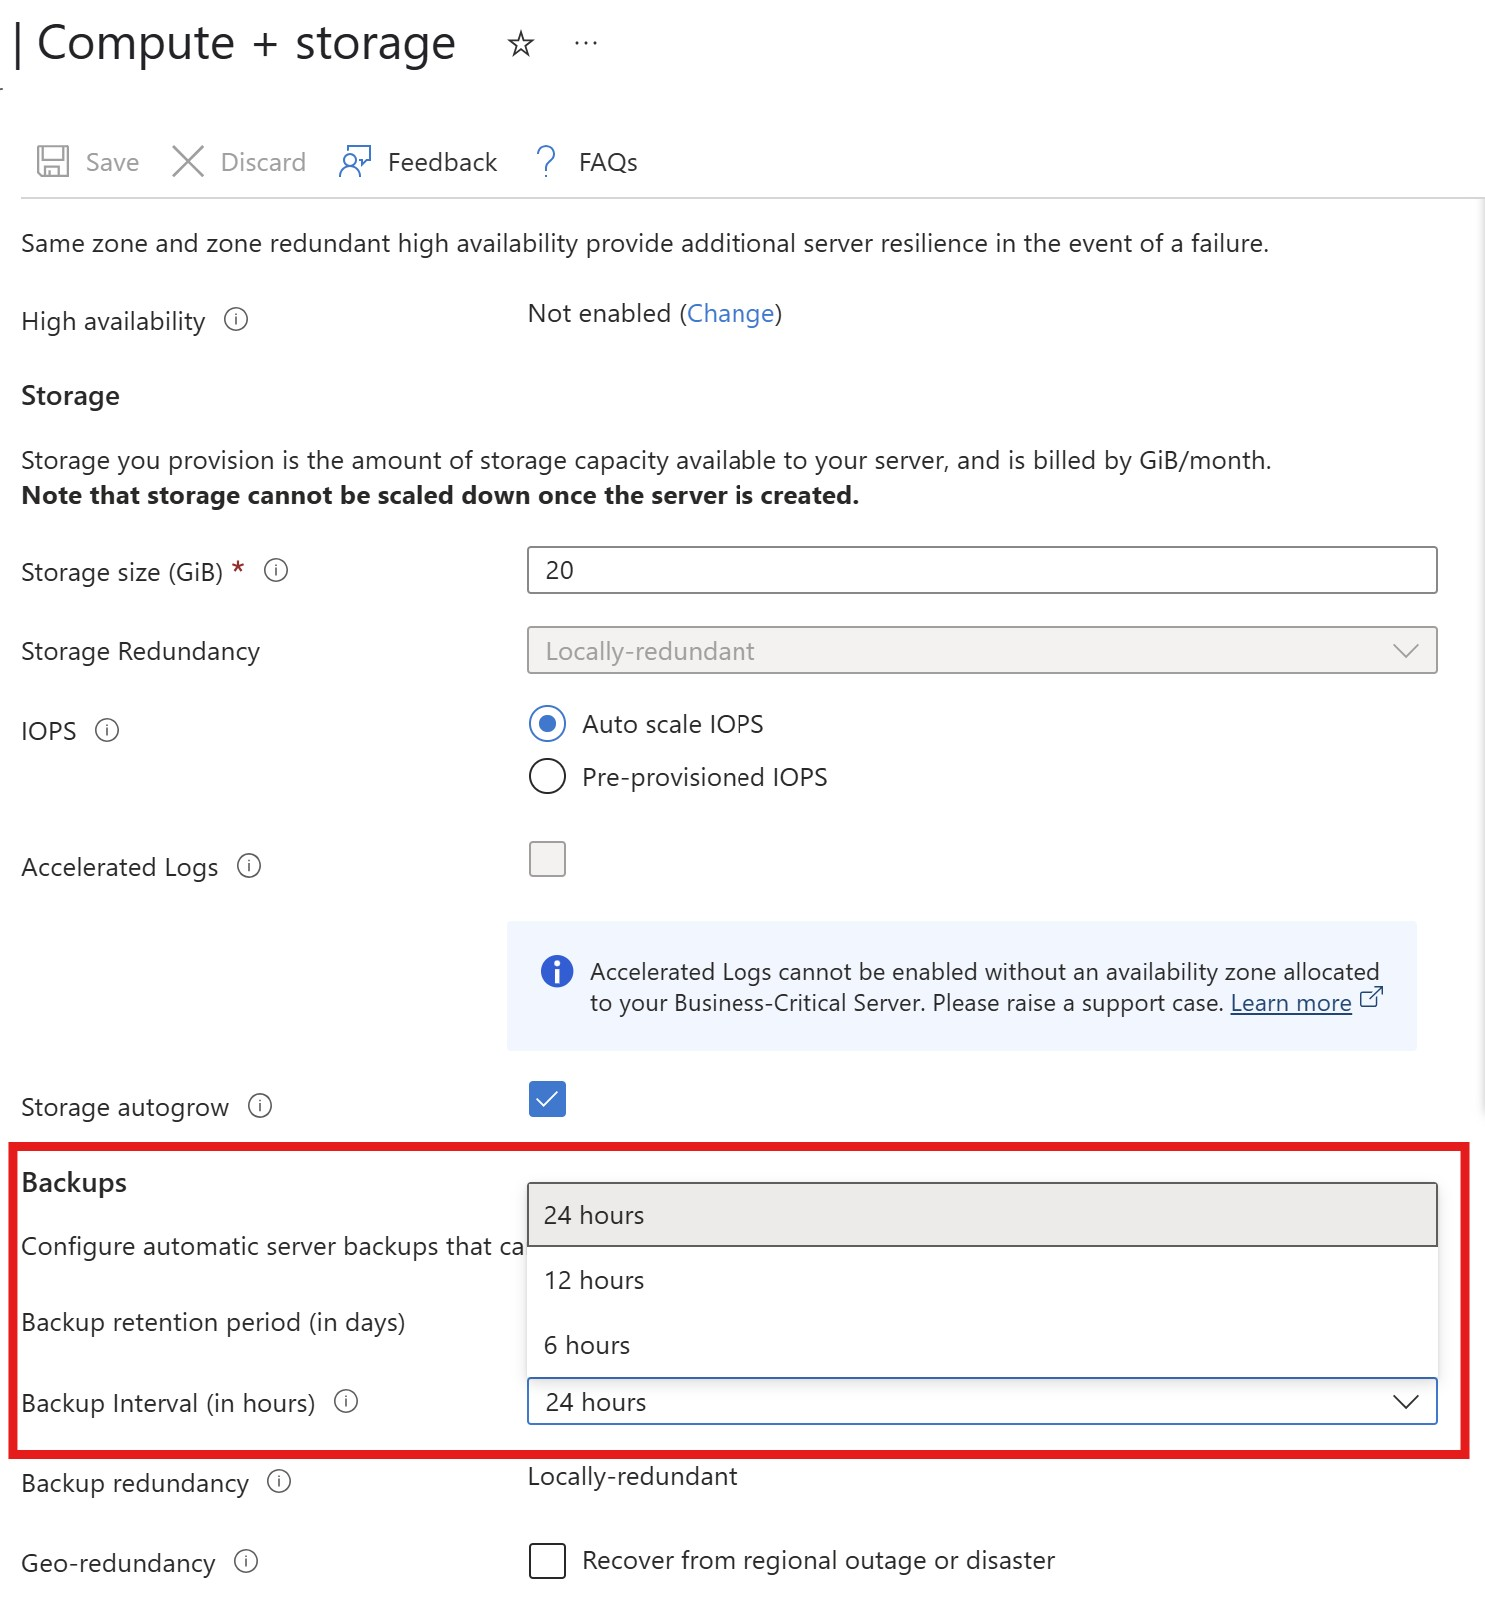 | Compute + storage
Save Discard Feedback FAQs
Same zone and zone redundant high availability provide additional server resilience in the event of a failure.
High availability Not enabled (Change)
Storage
Storage you provision is the amount of storage capacity available to your server, and is billed by GiB/month.
Note that storage cannot be scaled down once the server is created.
Storage size (GiB) * 20
Storage Redundancy Locally-redundant
IOPS Auto scale IOPS
Pre-provisioned IOPS
Accelerated Logs
Accelerated Logs cannot be enabled without an availability zone allocated
to your Business-Critical Server. Please raise a support case. Learn more
Storage autogrow
Backups
24 hours
Configure automatic server backups that ca
12 hours
Backup retention period (in days)
6 hours
Backup Interval (in hours) 24 hours
Backup redundancy Locally-redundant
Geo-redundancy Recover from regional outage or disaster